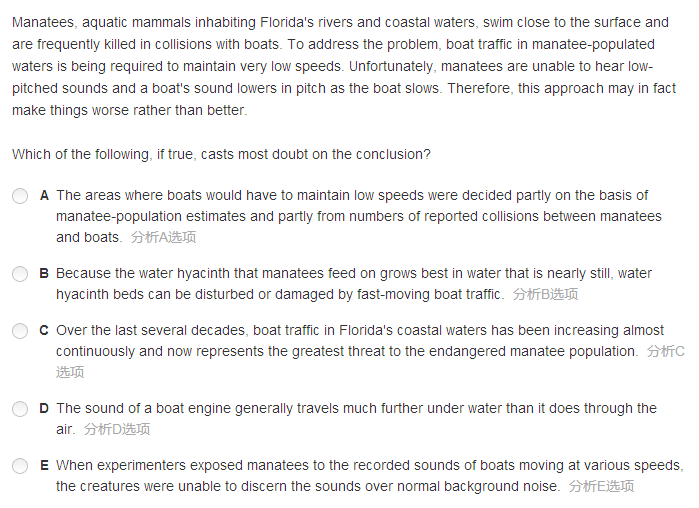 Manatees, aquatic mammals inhabiting Florida's rivers and coastal waters, swim close to the surface and
are frequently killed in collisions with boats. To address the problem, boat traffic in manatee-populated
waters is being required to maintain very low speeds. Unfortunately, manatees are unable to hear low-
pitched sounds and a boat's sound lowers in pitch as the boat slows. Therefore, this approach may in fact
make things worse rather than better.
Which of the following, if true, casts most doubt on the conclusion?
A The areas where boats would have to maintain low speeds were decided partly on the basis of
manatee-population estimates and partly from numbers of reported collisions between manatees
and boats. 分析A选项
B Because the water hyacinth that manatees feed on grows best in water that is nearly still, water
hyacinth beds can be disturbed or damaged by fast-moving boat traffic. 分析B选项
C Over the last several decades, boat traffic in Florida's coastal waters has been increasing almost
continuously and now represents the greatest threat to the endangered manatee population. 分析C
选项
D The sound of a boat engine generally travels much further under water than it does through the
air. 分析D选项
E When experimenters exposed manatees to the recorded sounds of boats moving at various speeds,
the creatures were unable to discern the sounds over normal background noise. 分析E选项